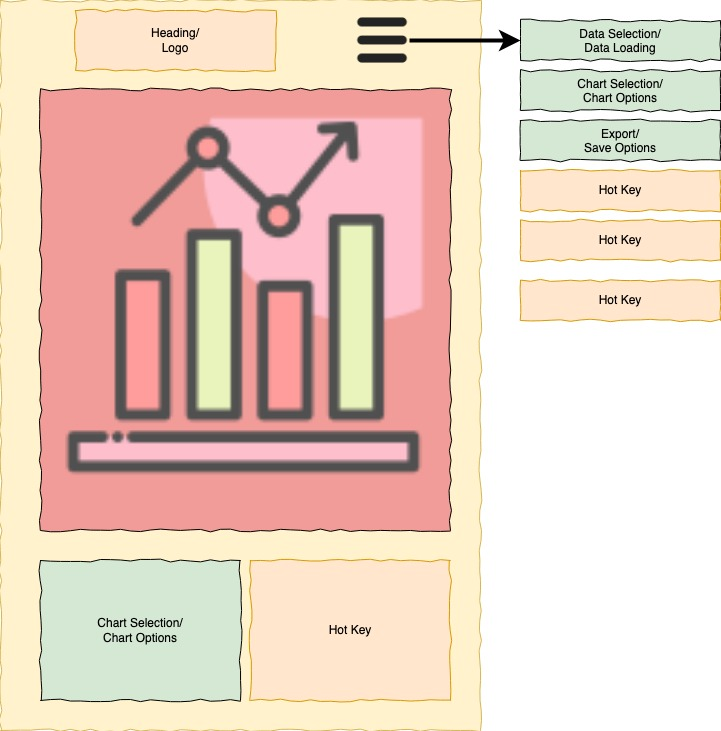 Heading/
Logo
Data Selection/
Data Loading
Chart Selection/
Chart Options
Export/
Save Options
Hot Key
Hot Key
Hot Key
Chart Selection/
Chart Options
Hot Key